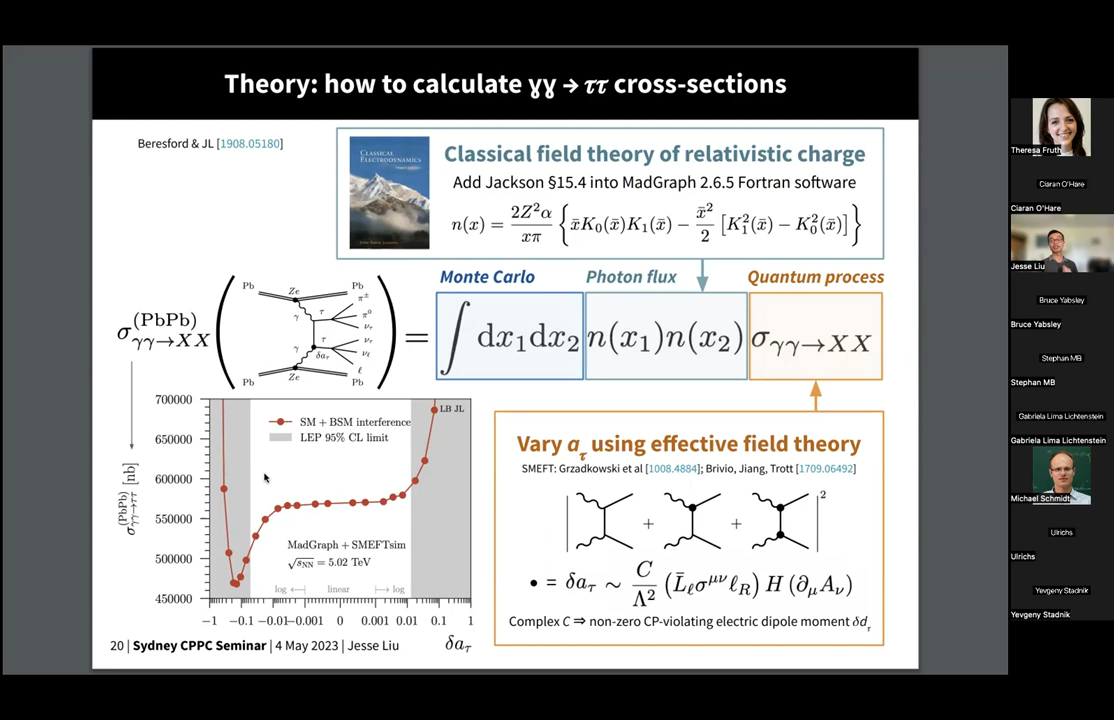 Theory: how to calculate γγ → ττ cross-sections
Beresford & JL [1908.05180]
CLASSICAL
ELECTRODYNAMICS
Classical field theory of relativistic charge
Add Jackson §15.4 into MadGraph 2.6.5 Fortran software
n(x) = 2Z²α / xπ { x̄K₀(x̄)K₁(x̄) − x̄²/2 [K₁²(x̄) − K₀²(x̄)] }
Monte Carlo Photon flux Quantum process
σ^(PbPb)_γγ→XX ( Pb Ze Pb γ τ π± π⁰ ν_τ γ τ δa_τ ν_τ ν_ℓ ℓ Pb Ze Pb ) = ∫ dx₁dx₂ n(x₁)n(x₂) σ_γγ→XX
σ^(PbPb)_γγ→ττ [nb]
700000
650000
600000
550000
500000
450000
SM + BSM interference
LEP 95% CL limit
LB JL
MadGraph + SMEFTsim
√s_NN = 5.02 TeV
log ⟵ linear ⟼ log
−1 −0.1 −0.01 −0.001 0 0.001 0.01 0.1 1
δa_τ
Vary a_τ using effective field theory
SMEFT: Grzadkowski et al [1008.4884]; Brivio, Jiang, Trott [1709.06492]
| + + |²
• = δa_τ ∼ C/Λ² (L̄_ℓ σ^μν ℓ_R) H (∂_μ A_ν)
Complex C ⇒ non-zero CP-violating electric dipole moment δd_τ
20 | Sydney CPPC Seminar | 4 May 2023 | Jesse Liu
Theresa Fruth
Ciaran O'Hare
Ciaran O'Hare
Jesse Liu
Bruce Yabsley
Bruce Yabsley
Stephan MB
Stephan MB
Gabriela Lima Lichtenstein
Gabriela Lima Lichtenstein
Michael Schmidt
Ulrichs
Ulrichs
Yevgeny Stadnik
Yevgeny Stadnik